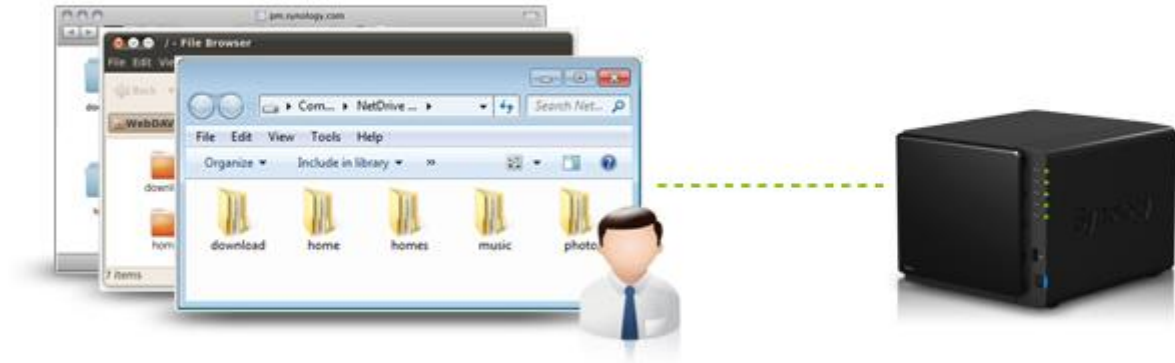 pm.synology.com
/ - File Browser
File Edit Vie
Back
WebDAV
downl
hom
7 items
Com... NetDrive ...
Search Net...
File Edit View Tools Help
Organize Include in library »
download home homes music photo